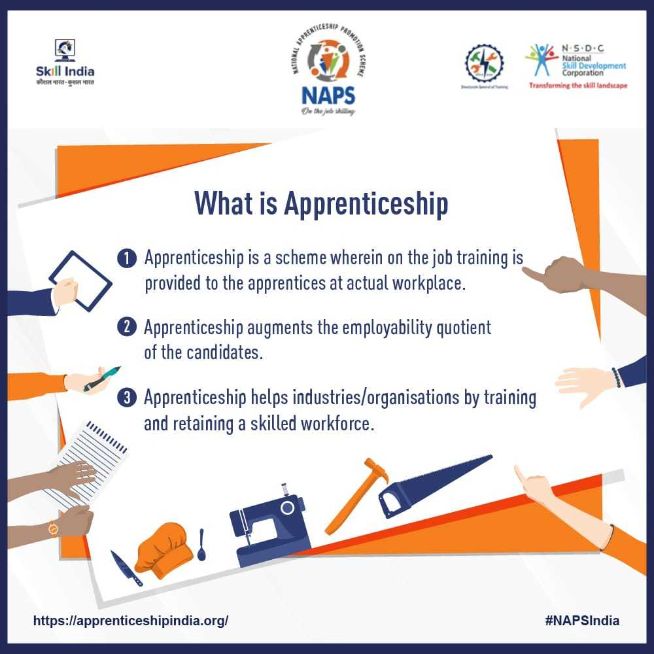 Skill India
कौशल भारत - कुशल भारत
NATIONAL APPRENTICESHIP PROMOTION SCHEME
NAPS
On the job skilling
Directorate General of Training
N·S·D·C
National
Skill Development
Corporation
Transforming the skill landscape
What is Apprenticeship
1 Apprenticeship is a scheme wherein on the job training is
provided to the apprentices at actual workplace.
2 Apprenticeship augments the employability quotient
of the candidates.
3 Apprenticeship helps industries/organisations by training
and retaining a skilled workforce.
https://apprenticeshipindia.org/
#NAPSIndia